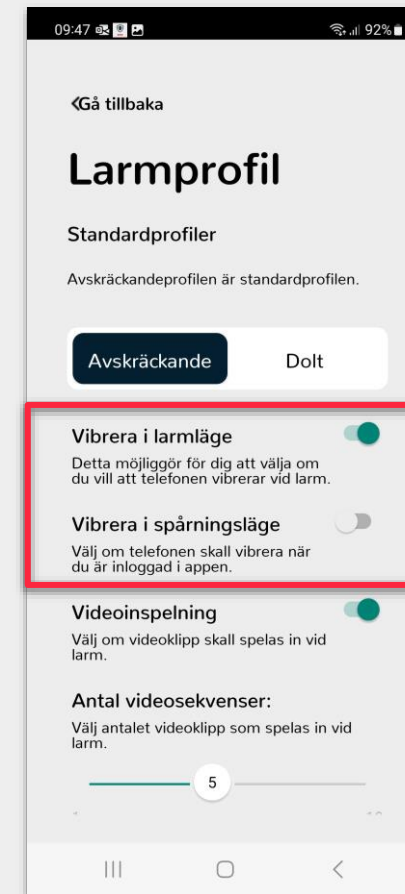 09:47 92%
Gå tillbaka
Larmprofil
Standardprofiler
Avskräckandeprofilen är standardprofilen.
Avskräckande Dolt
Vibrera i larmläge
Detta möjliggör för dig att välja om
du vill att telefonen vibrerar vid larm.
Vibrera i spårningsläge
Välj om telefonen skall vibrera när
du är inloggad i appen.
Videoinspelning
Välj om videoklipp skall spelas in vid
larm.
Antal videosekvenser:
Välj antalet videoklipp som spelas in vid
larm.
5